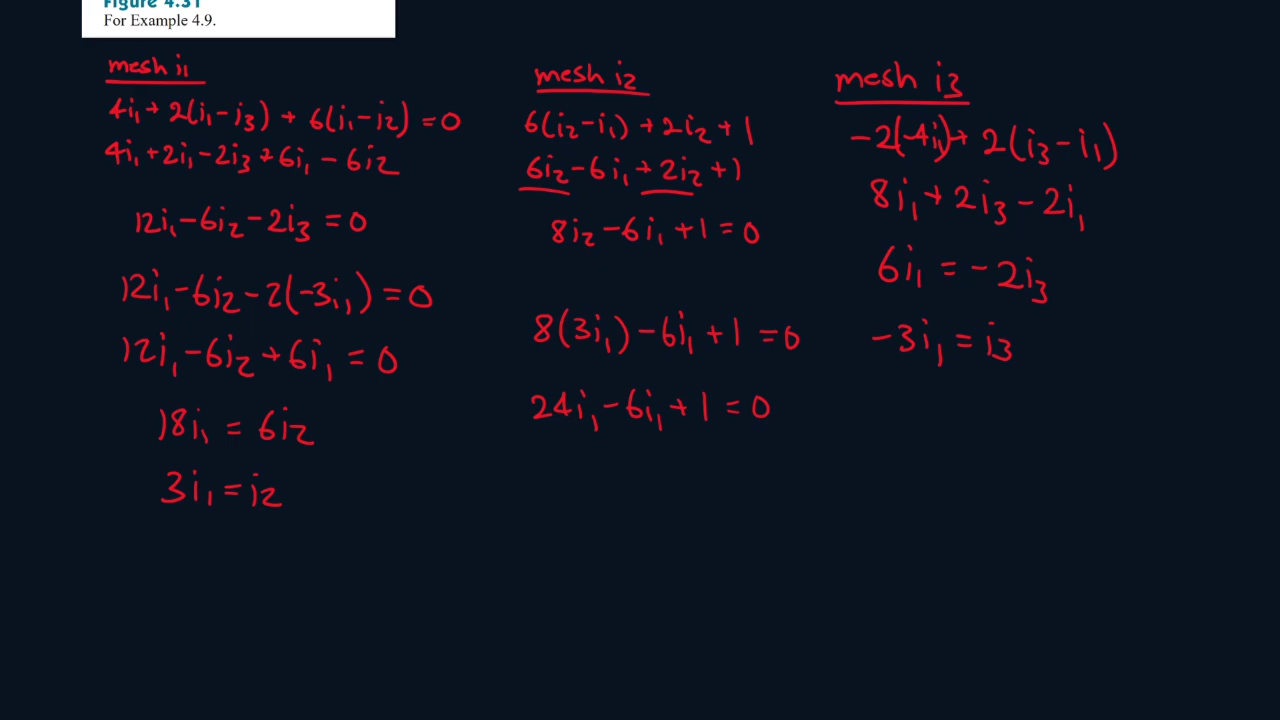 Figure 4.31
For Example 4.9.
mesh i₁
4i₁ + 2(i₁-i₃) + 6(i₁-i₂) = 0
4i₁ + 2i₁ - 2i₃ + 6i₁ - 6i₂
12i₁ - 6i₂ - 2i₃ = 0
12i₁ - 6i₂ - 2(-3i₁) = 0
12i₁ - 6i₂ + 6i₁ = 0
18i₁ = 6i₂
3i₁ = i₂
mesh i₂
6(i₂-i₁) + 2i₂ + 1
6i₂ - 6i₁ + 2i₂ + 1
8i₂ - 6i₁ + 1 = 0
8(3i₁) - 6i₁ + 1 = 0
24i₁ - 6i₁ + 1 = 0
mesh i3
-2(-4i₁) + 2(i₃-i₁)
8i₁ + 2i₃ - 2i₁
6i₁ = -2i₃
-3i₁ = i₃